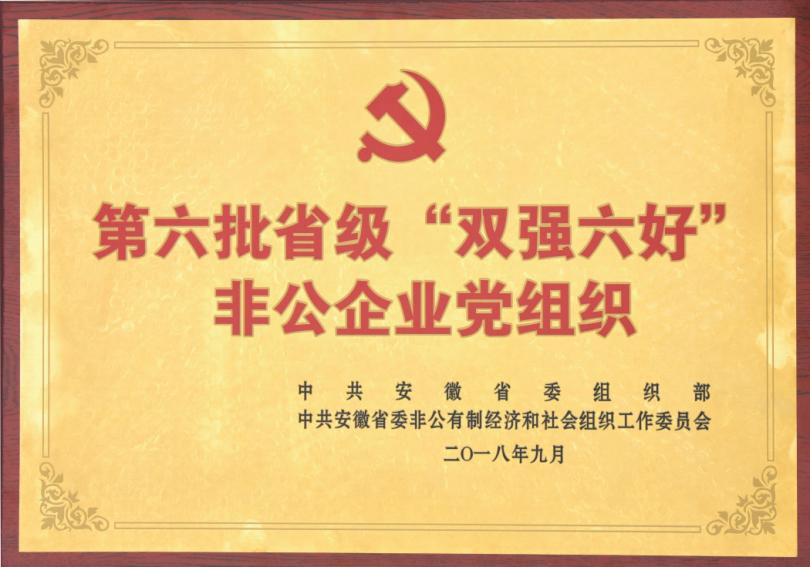 第六批省级“双强六好”
非公企业党组织
中共安徽省委组织部
中共安徽省委非公有制经济和社会组织工作委员会
二〇一八年九月